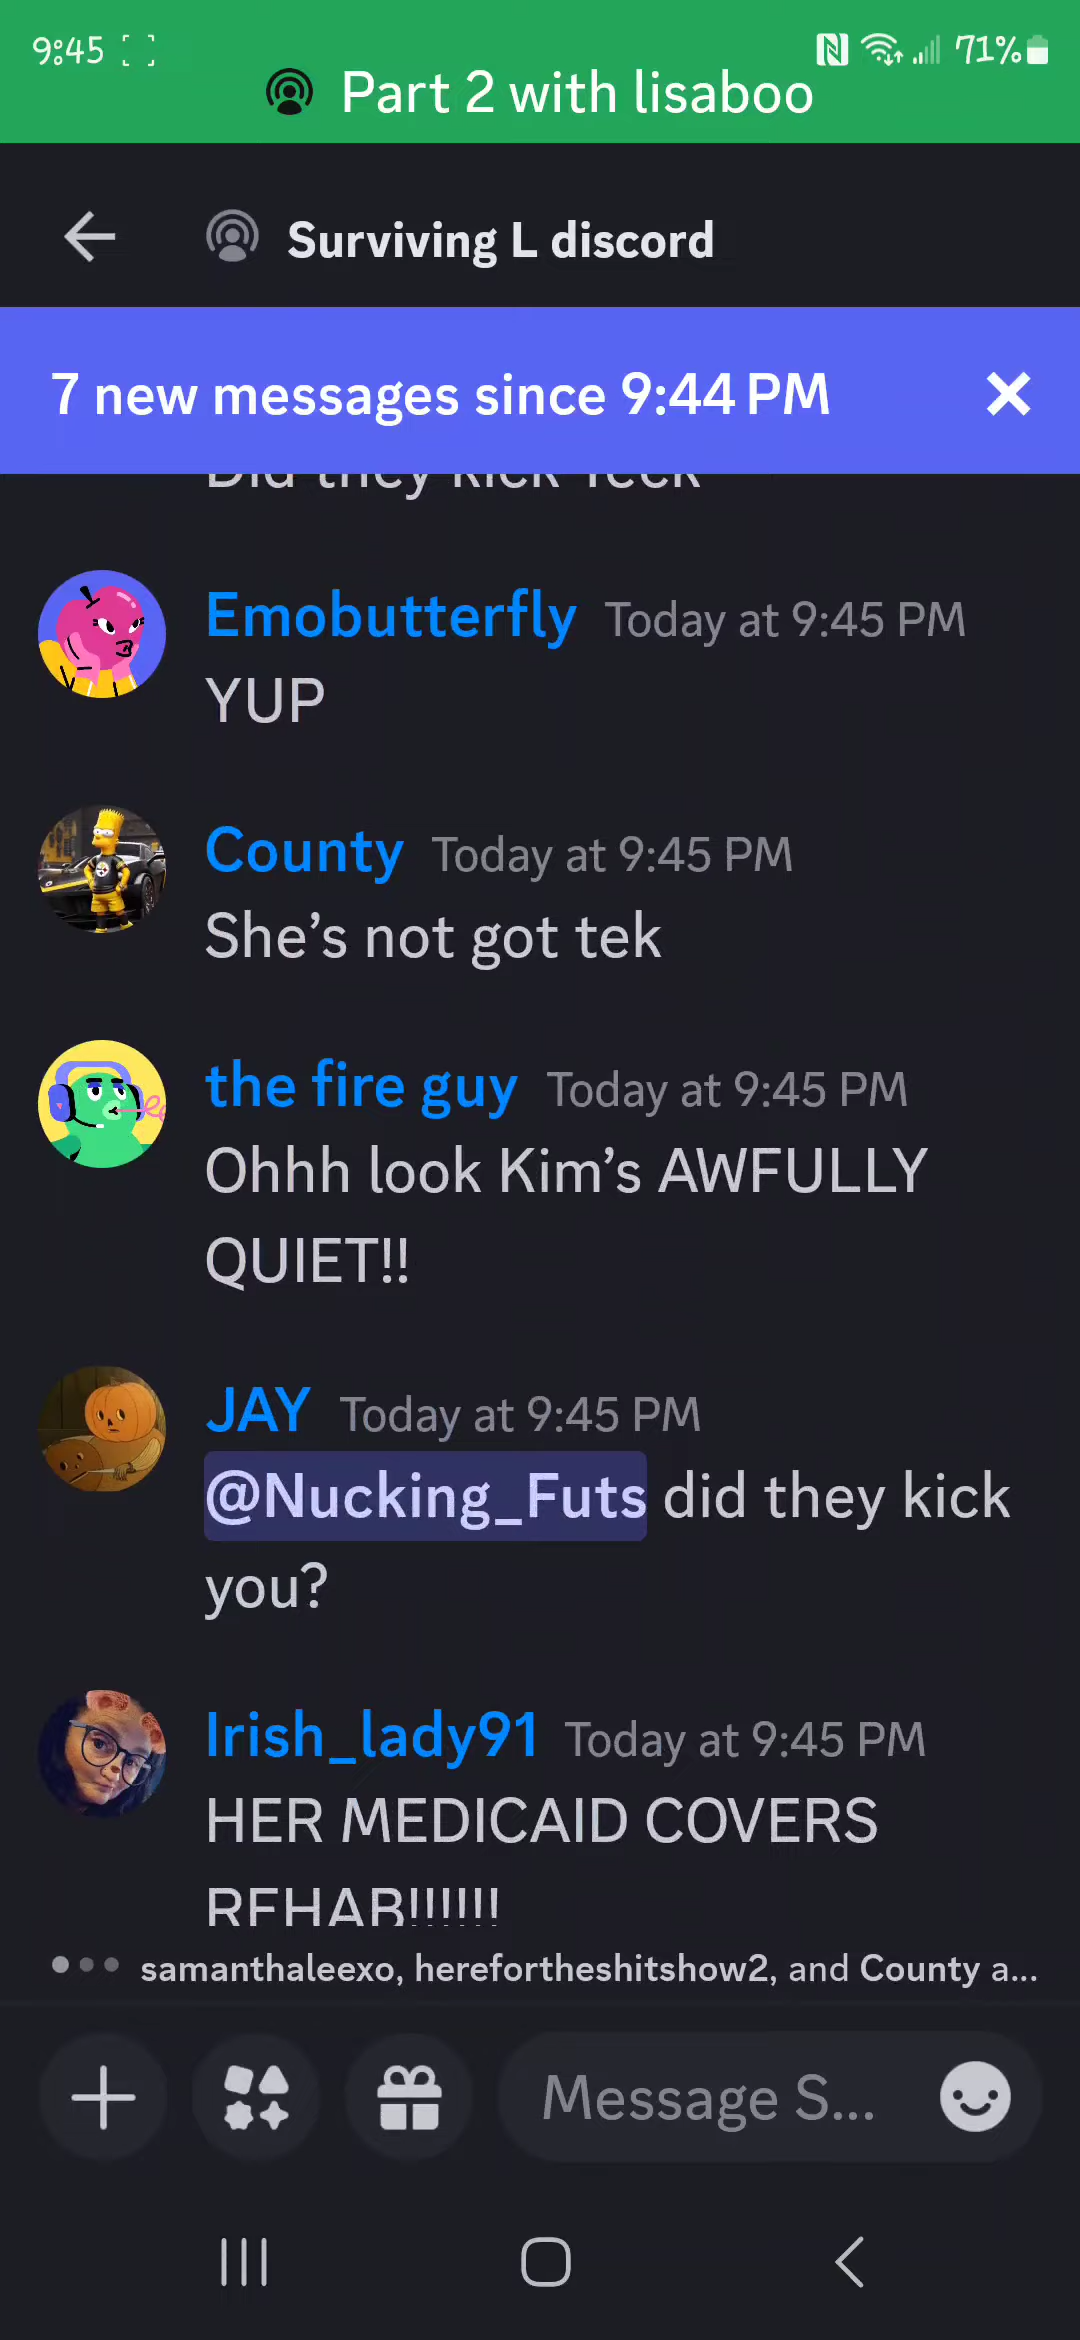 9:45
71%
Part 2 with lisaboo
Surviving L discord
7 new messages since 9:44 PM
Did they kick Teck
Emobutterfly Today at 9:45 PM
YUP
County Today at 9:45 PM
She's not got tek
the fire guy Today at 9:45 PM
Ohhh look Kim's AWFULLY
QUIET!!
JAY Today at 9:45 PM
@Nucking_Futs did they kick
you?
Irish_lady91 Today at 9:45 PM
HER MEDICAID COVERS
REHAB!!!!!!
samanthaleexo, herefortheshitshow2, and County a...
Message S...